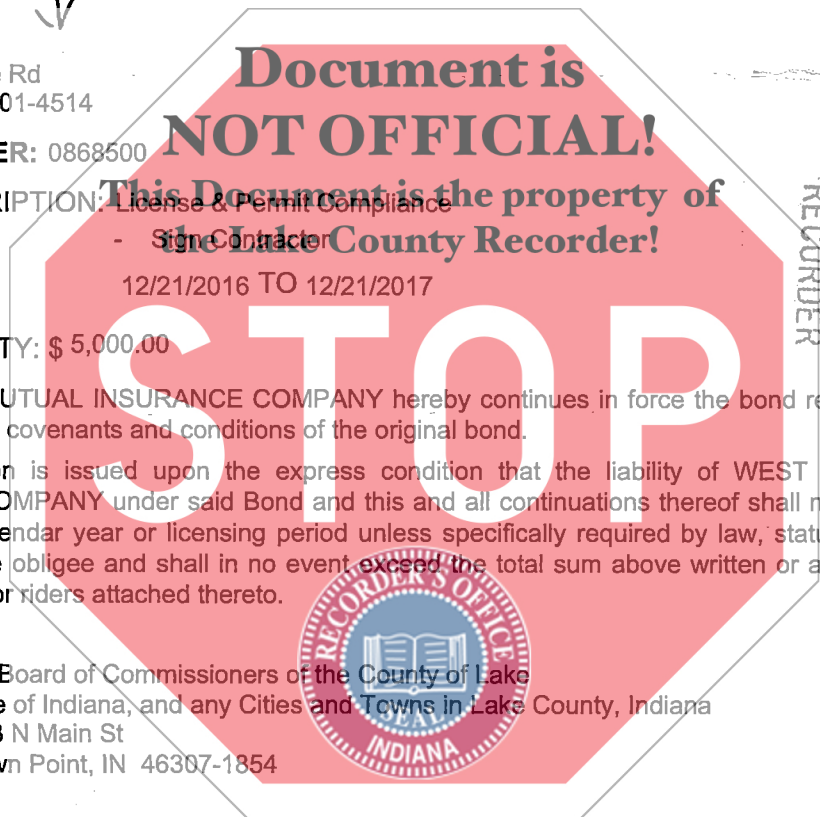 Document is
NOT OFFICIAL!
This Document is the property of
the Lake County Recorder!
STOP
Rd
01-4514
ER: 0868500
RIPTION: License & Permit Compliance
- Sign Contractor
12/21/2016 TO 12/21/2017
TY: $ 5,000.00
UTUAL INSURANCE COMPANY hereby continues in force the bond re
covenants and conditions of the original bond.
n is issued upon the express condition that the liability of WEST
OMPANY under said Bond and this and all continuations thereof shall n
endar year or licensing period unless specifically required by law, statu
e obligee and shall in no event exceed the total sum above written or a
or riders attached thereto.
Board of Commissioners of the County of Lake
e of Indiana, and any Cities and Towns in Lake County, Indiana
3 N Main St
wn Point, IN 46307-1854
RECORDER'S OFFICE
SEAL
INDIANA
RECORDER